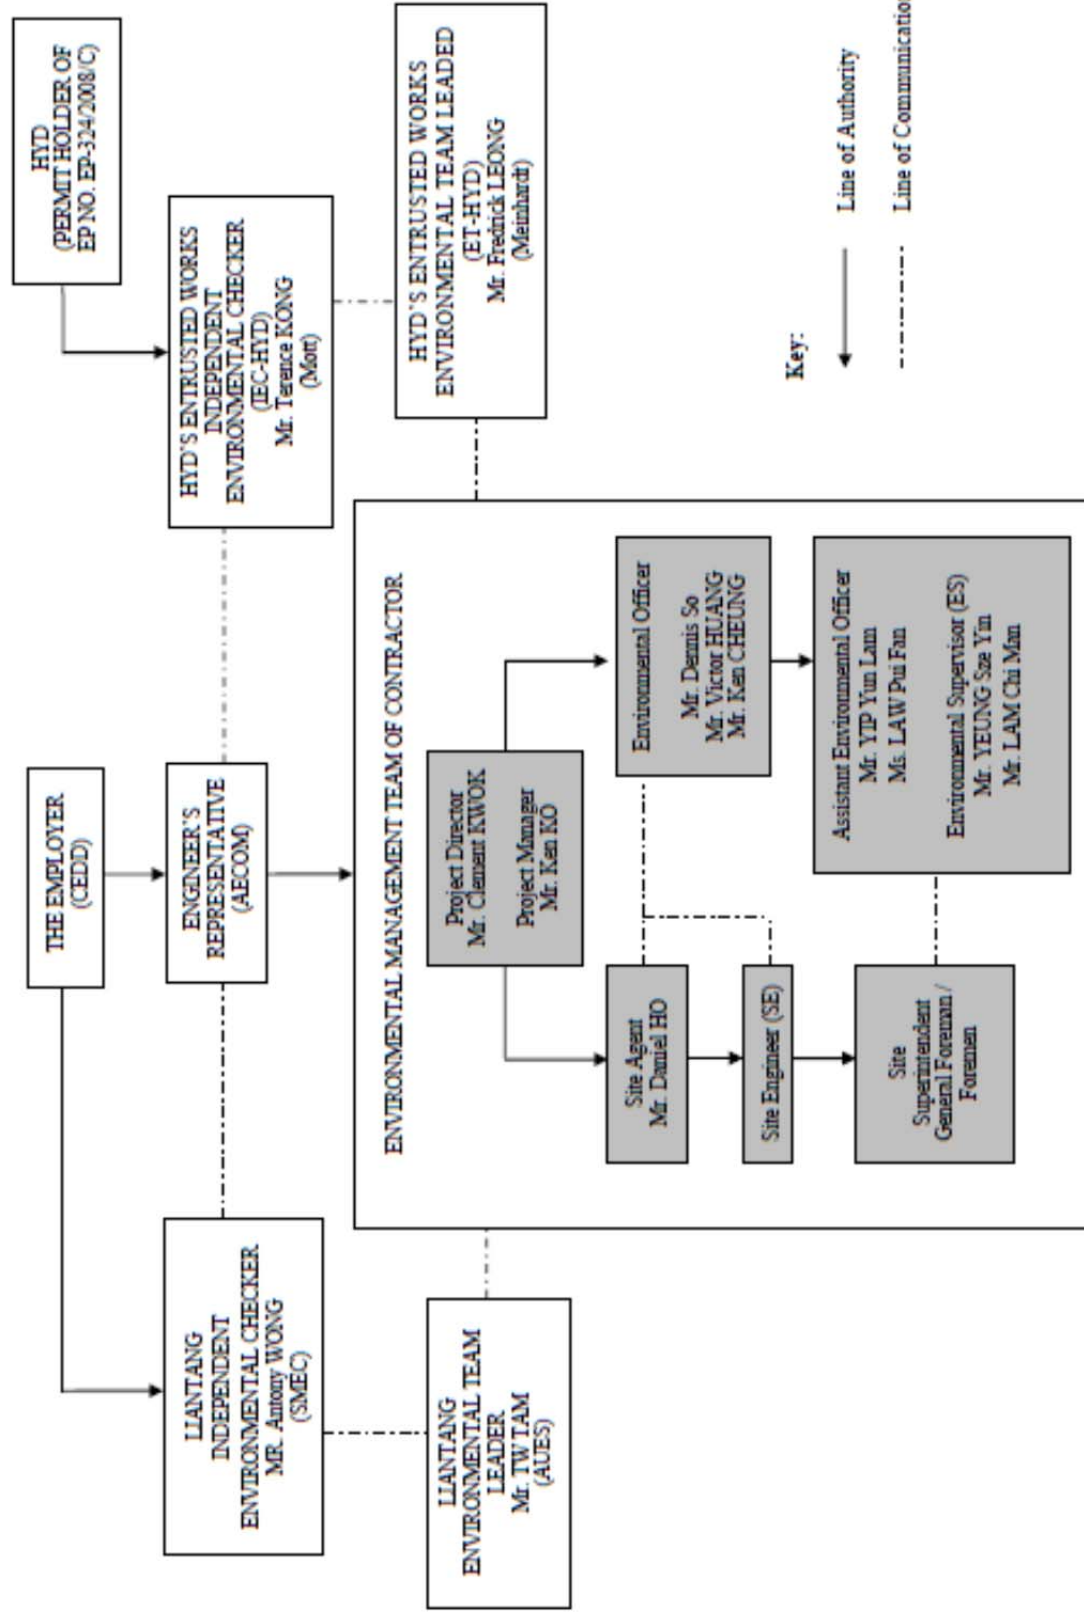 THE EMPLOYER
(CEDD)
HYD
(PERMIT HOLDER OF
EP NO. EP-324/2008/C)
LIANTANG
INDEPENDENT
ENVIRONMENTAL CHECKER
MR. Antony WONG
(SMEC)
ENGINEER'S
REPRESENTATIVE
(AECOM)
HYD'S ENTRUSTED WORKS
INDEPENDENT
ENVIRONMENTAL CHECKER
(IEC-HYD)
Mr. Terence KONG
(Mott)
LIANTANG
ENVIRONMENTAL TEAM
LEADER
Mr. TW TAM
(AUES)
HYD'S ENTRUSTED WORKS
ENVIRONMENTAL TEAM LEADED
(ET-HYD)
Mr. Fredrick LEONG
(Meinhardt)
ENVIRONMENTAL MANAGEMENT TEAM OF CONTRACTOR
Project Director
Mr. Clement KWOK
Project Manager
Mr. Ken KO
Site Agent
Mr. Daniel HO
Environmental Officer
Mr. Dennis So
Mr. Victor HUANG
Mr. Ken CHEUNG
Site Engineer (SE)
Site
Superintendent
General Foreman /
Foremen
Assistant Environmental Officer
Mr. YIP Yun Lam
Ms. LAW Pui Fan
Environmental Supervisor (ES)
Mr. YEUNG Sze Yin
Mr. LAM Chi Man
Key:
Line of Authority
Line of Communication